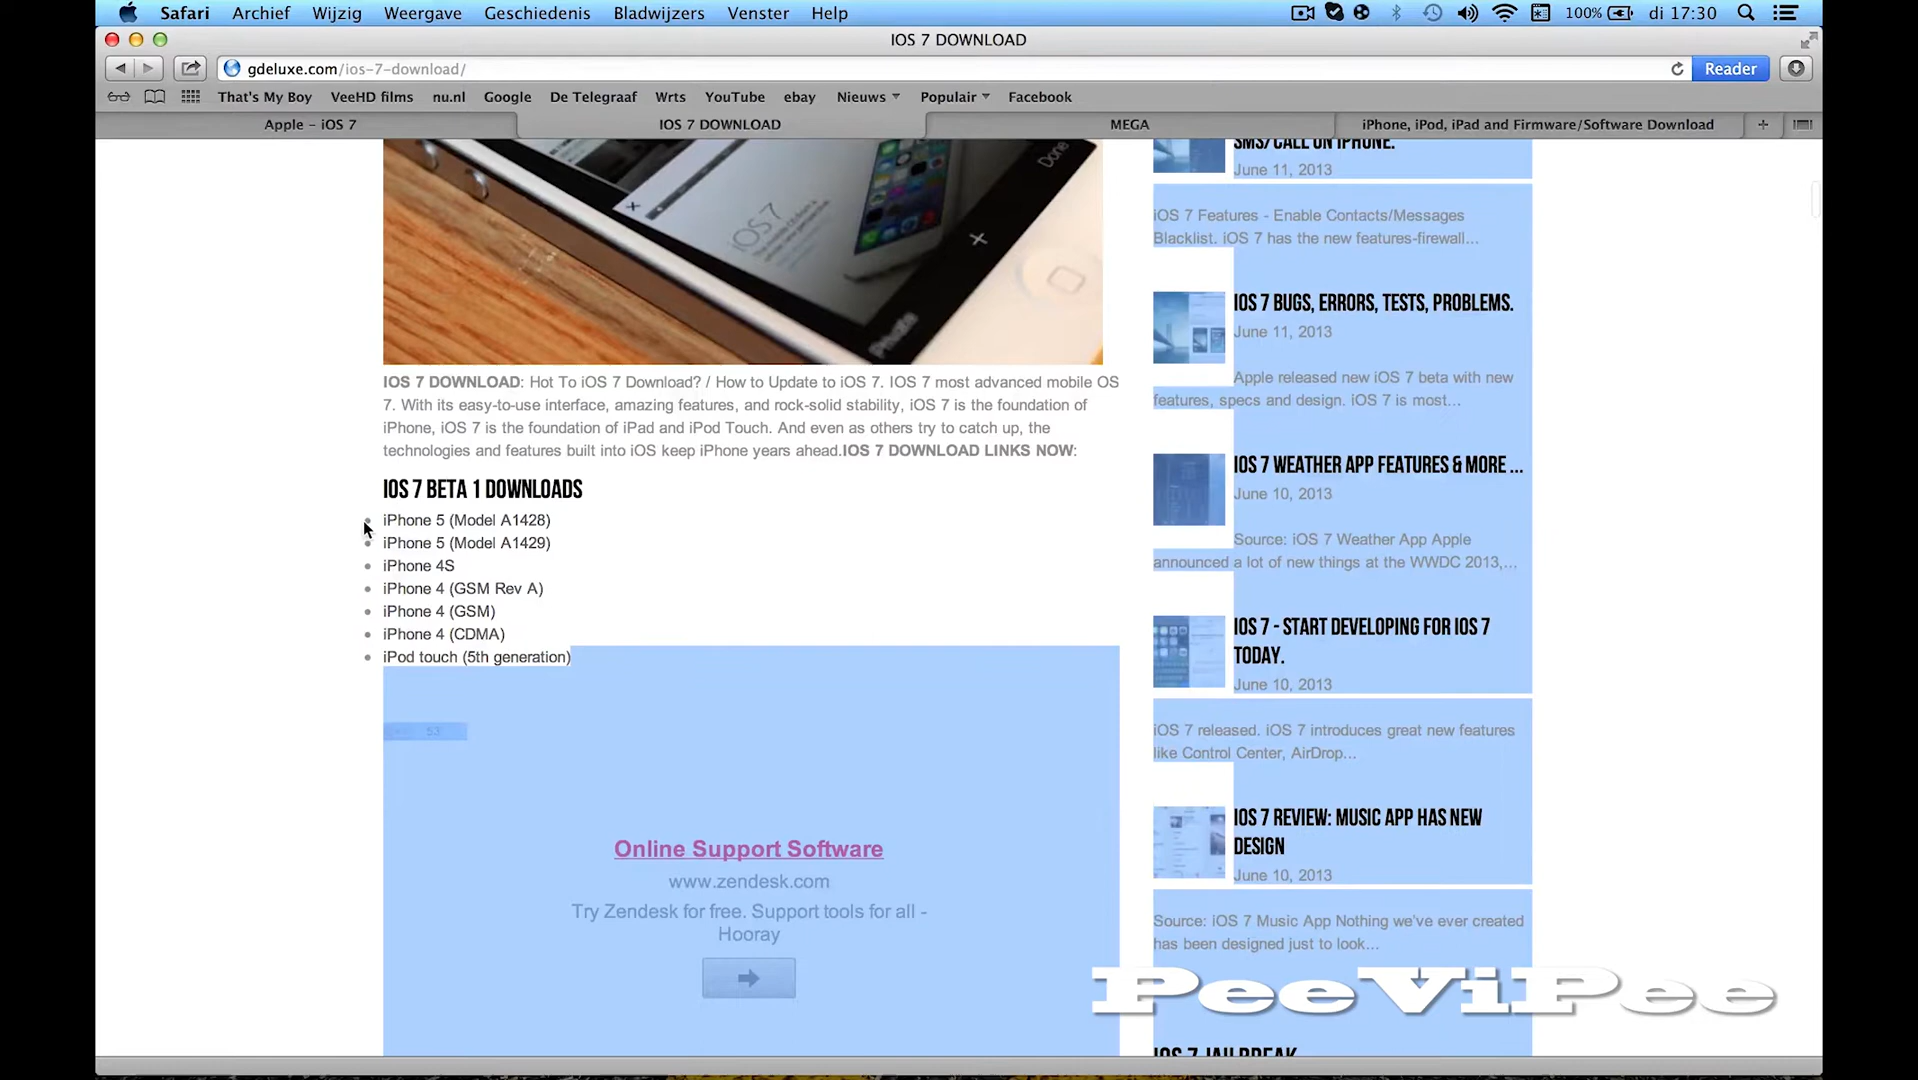 Safari Archief Wijzig Weergave Geschiedenis Bladwijzers Venster Help 100% di 17:30
IOS 7 DOWNLOAD
gdeluxe.com/ios-7-download/ Reader
That's My Boy VeeHD films nu.nl Google De Telegraaf Wrts YouTube ebay Nieuws Populair Facebook
Apple – iOS 7 IOS 7 DOWNLOAD MEGA iPhone, iPod, iPad and Firmware/Software Download
Done
iOS 7
Private
IOS 7 DOWNLOAD: Hot To iOS 7 Download? / How to Update to iOS 7. IOS 7 most advanced mobile OS
7. With its easy-to-use interface, amazing features, and rock-solid stability, iOS 7 is the foundation of
iPhone, iOS 7 is the foundation of iPad and iPod Touch. And even as others try to catch up, the
technologies and features built into iOS keep iPhone years ahead.IOS 7 DOWNLOAD LINKS NOW:
IOS 7 BETA 1 DOWNLOADS
iPhone 5 (Model A1428)
iPhone 5 (Model A1429)
iPhone 4S
iPhone 4 (GSM Rev A)
iPhone 4 (GSM)
iPhone 4 (CDMA)
iPod touch (5th generation)
53
Online Support Software
www.zendesk.com
Try Zendesk for free. Support tools for all -
Hooray
SMS/CALL ON IPHONE.
June 11, 2013
iOS 7 Features - Enable Contacts/Messages
Blacklist. iOS 7 has the new features-firewall...
IOS 7 BUGS, ERRORS, TESTS, PROBLEMS.
June 11, 2013
Apple released new iOS 7 beta with new
features, specs and design. iOS 7 is most...
IOS 7 WEATHER APP FEATURES & MORE ...
June 10, 2013
Source: iOS 7 Weather App Apple
announced a lot of new things at the WWDC 2013,...
IOS 7 - START DEVELOPING FOR IOS 7
TODAY.
June 10, 2013
iOS 7 released. iOS 7 introduces great new features
like Control Center, AirDrop...
IOS 7 REVIEW: MUSIC APP HAS NEW
DESIGN
June 10, 2013
Source: iOS 7 Music App Nothing we've ever created
has been designed just to look...
IOS 7 JAILBREAK
PeeViPee